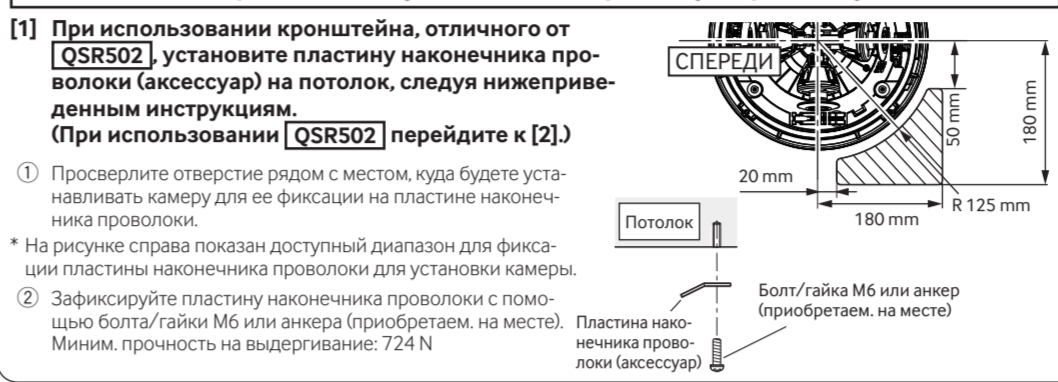 [1] При использовании кронштейна, отличного от
QSR502, установите пластину наконечника про-
волоки (аксессуар) на потолок, следуя нижеприве-
денным инструкциям.
(При использовании QSR502 перейдите к [2].)
① Просверлите отверстие рядом с местом, куда будете уста-
навливать камеру для ее фиксации на пластине наконеч-
ника проволоки.
* На рисунке справа показан доступный диапазон для фикса-
ции пластины наконечника проволоки для установки камеры.
② Зафиксируйте пластину наконечника проволоки с помо-
щью болта/гайки М6 или анкера (приобретаем. на месте).
Миним. прочность на выдергивание: 724 N
СПЕРЕДИ
50 mm
180 mm
20 mm
180 mm
R 125 mm
Потолок
Болт/гайка М6 или анкер
(приобретаем. на месте)
Пластина нако-
нечника прово-
локи (аксессуар)